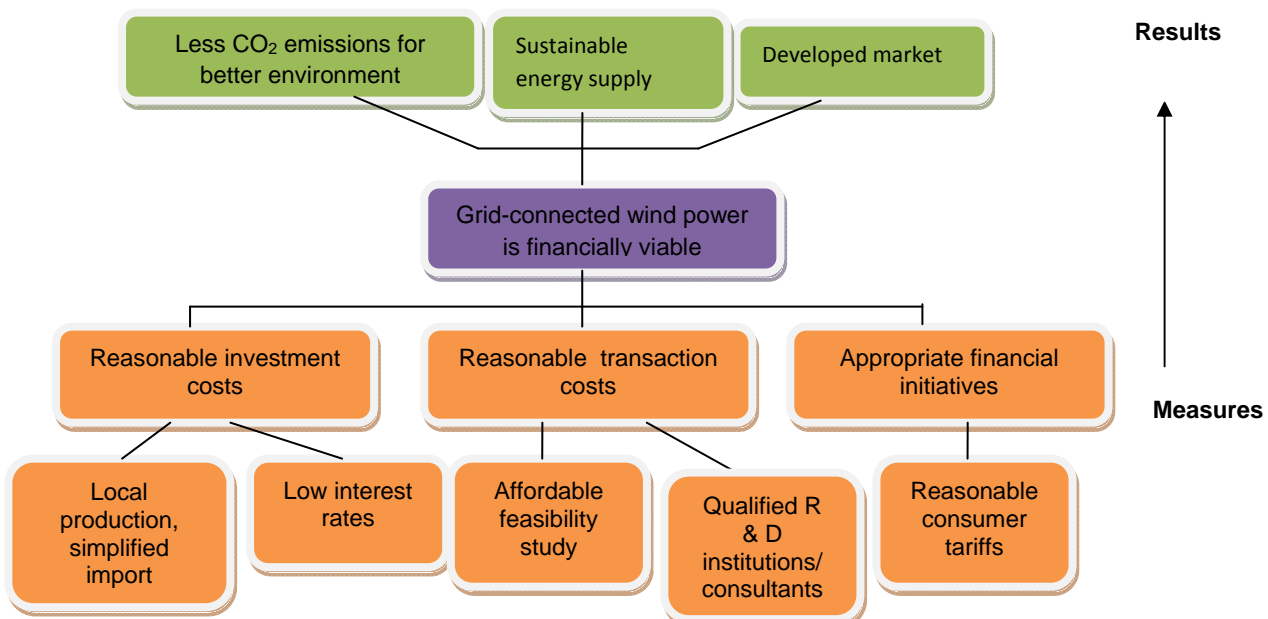 Less CO₂ emissions for
better environment
Sustainable
energy supply
Developed market
Results
Grid-connected wind power
is financially viable
Reasonable investment
costs
Reasonable transaction
costs
Appropriate financial
initiatives
Measures
Local
production,
simplified
import
Low interest
rates
Affordable
feasibility
study
Qualified R
& D
institutions/
consultants
Reasonable
consumer
tariffs